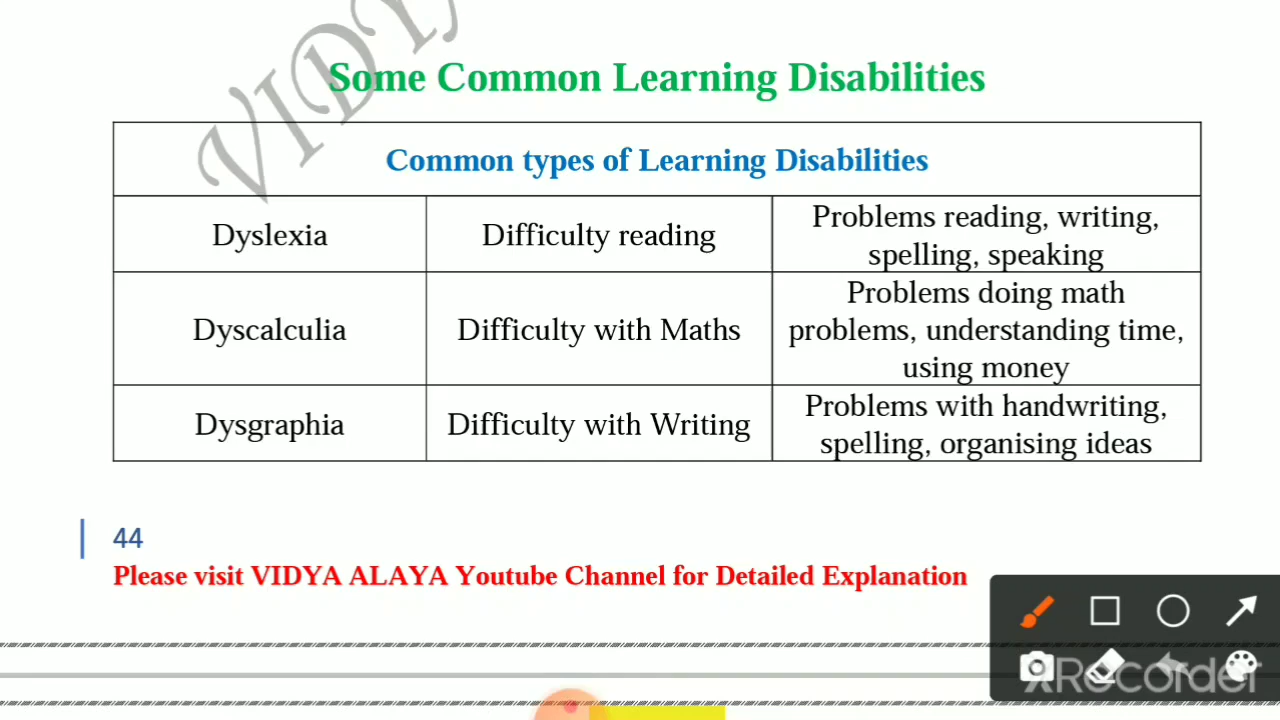 Some Common Learning Disabilities
Common types of Learning Disabilities
Dyslexia
Difficulty reading
Problems reading, writing,
spelling, speaking
Dyscalculia
Difficulty with Maths
Problems doing math
problems, understanding time,
using money
Dysgraphia
Difficulty with Writing
Problems with handwriting,
spelling, organising ideas
44
Please visit VIDYA ALAYA Youtube Channel for Detailed Explanation
XRecorder